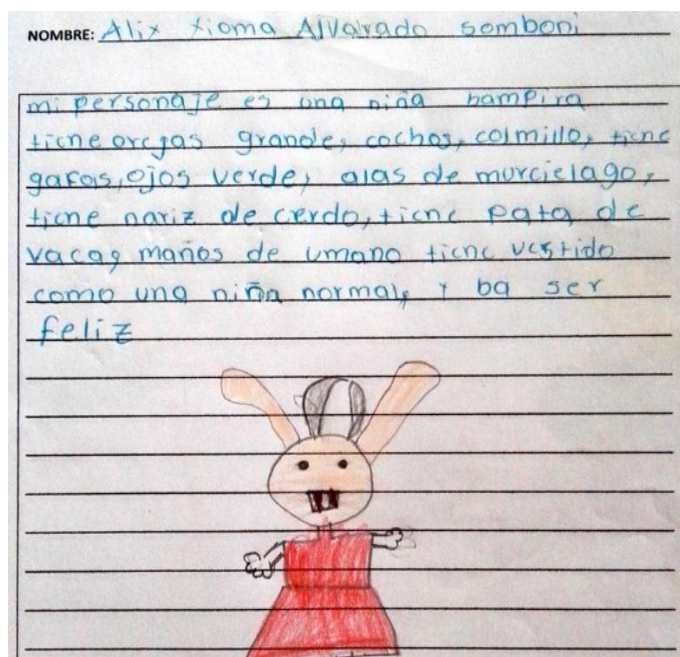 NOMBRE: Alix xioma Alvarado somboni
mi personaje es una niña bampira
tiene orejas grande, cochos, colmillo, tiene
gafas, ojos verde, alas de murcielago,
tiene nariz de cerdo, tiene pata de
vacas maños de umano tiene vestido
como una niña normal, y ba ser
feliz